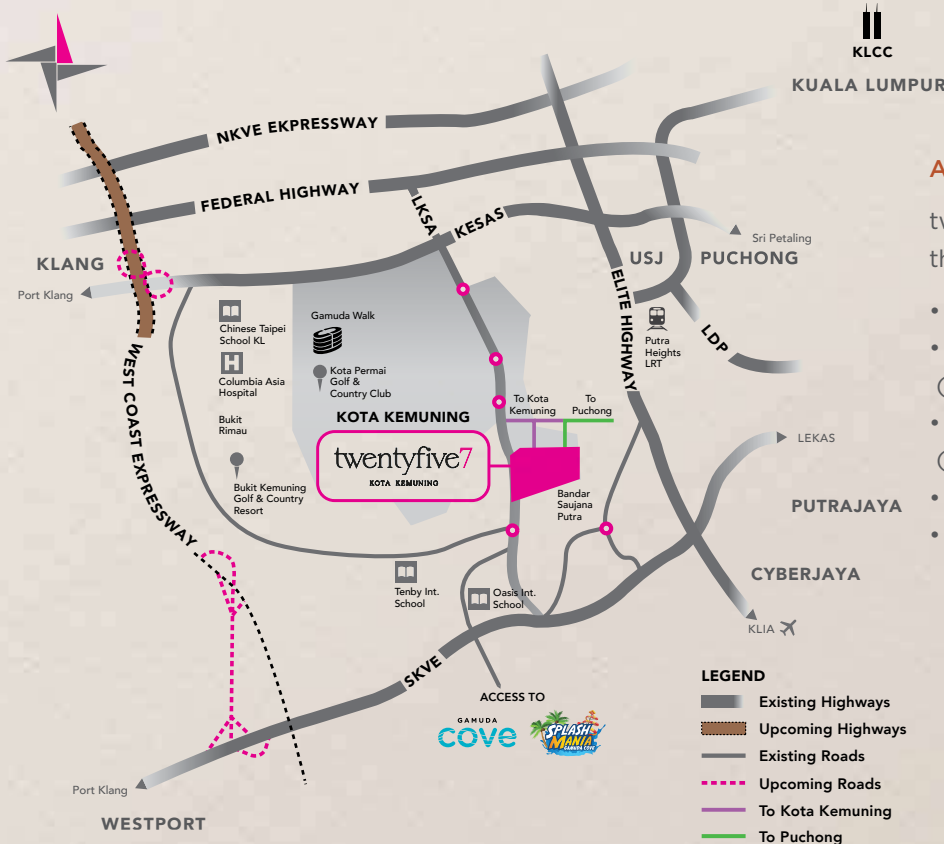 KLCC
KUALA LUMPUR
NKVE EKPRESSWAY
FEDERAL HIGHWAY
LKSA
KESAS
Sri Petaling
KLANG
Port Klang
USJ
PUCHONG
ELITE HIGHWAY
LDP
Putra
Heights
LRT
Chinese Taipei
School KL
Gamuda Walk
H
Columbia Asia
Hospital
Kota Permai
Golf &
Country Club
Bukit
Rimau
KOTA KEMUNING
To Kota
Kemuning
To
Puchong
twentyfive7
KOTA KEMUNING
WEST COAST EXPRESSWAY
Bukit Kemuning
Golf & Country
Resort
Bandar
Saujana
Putra
LEKAS
PUTRAJAYA
CYBERJAYA
KLIA
Tenby Int.
School
Oasis Int.
School
SKVE
ACCESS TO
GAMUDA
cove
SPLASH
MANIA
GAMUDA COVE
Port Klang
WESTPORT
LEGEND
Existing Highways
Upcoming Highways
Existing Roads
Upcoming Roads
To Kota Kemuning
To Puchong